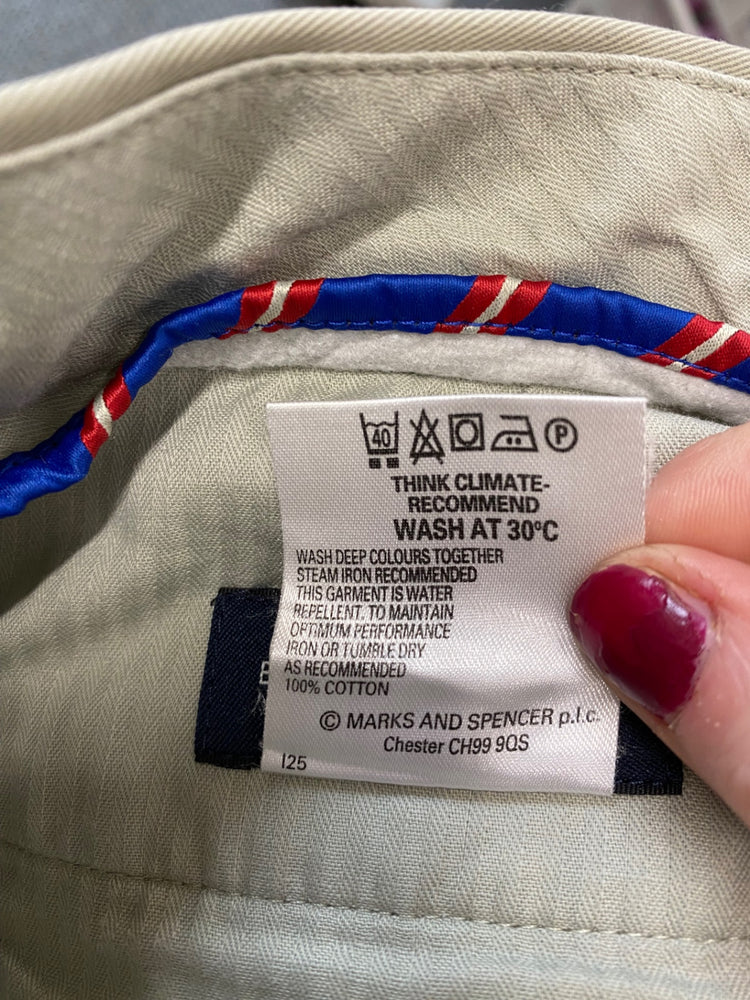 40 P
THINK CLIMATE-
RECOMMEND
WASH AT 30ºC
WASH DEEP COLOURS TOGETHER
STEAM IRON RECOMMENDED
THIS GARMENT IS WATER
REPELLENT. TO MAINTAIN
OPTIMUM PERFORMANCE
IRON OR TUMBLE DRY
AS RECOMMENDED
100% COTTON
© MARKS AND SPENCER p.l.c.
Chester CH99 9QS
I25